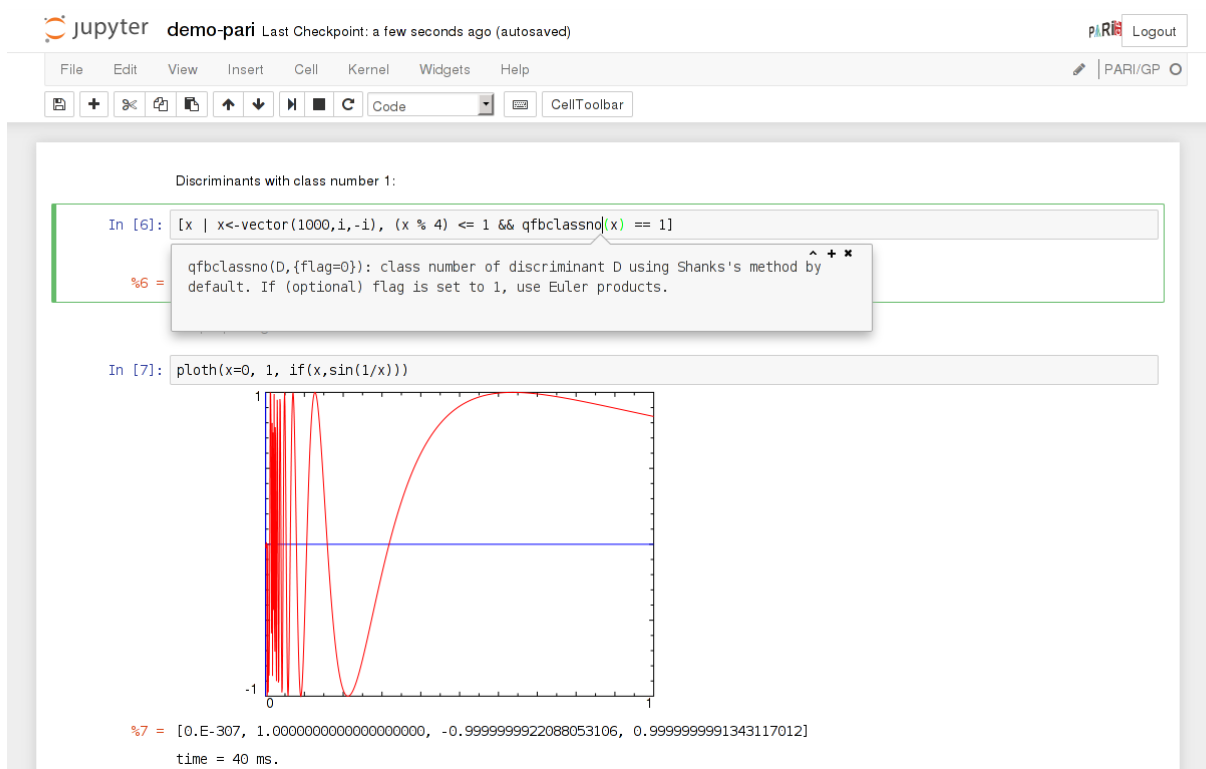 jupyter demo-pari Last Checkpoint: a few seconds ago (autosaved) PARI Logout
File Edit View Insert Cell Kernel Widgets Help PARI/GP
Code CellToolbar
Discriminants with class number 1:
In [6]: [x | x<-vector(1000,i,-i), (x % 4) <= 1 && qfbclassno(x) == 1]
qfbclassno(D,{flag=0}): class number of discriminant D using Shanks's method by
%6 = default. If (optional) flag is set to 1, use Euler products.
In [7]: ploth(x=0, 1, if(x,sin(1/x)))
1
-1
0 1
%7 = [0.E-307, 1.0000000000000000000, -0.9999999922088053106, 0.9999999991343117012]
time = 40 ms.